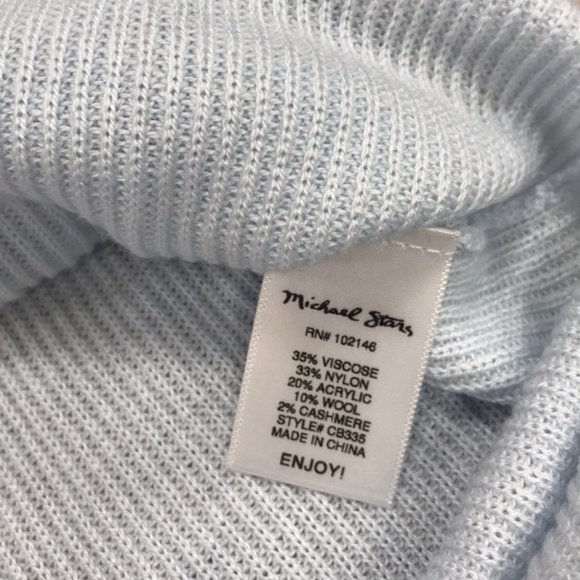 Michael Stars
RN# 102146
35% VISCOSE
33% NYLON
20% ACRYLIC
10% WOOL
2% CASHMERE
STYLE# CB335
MADE IN CHINA
ENJOY!